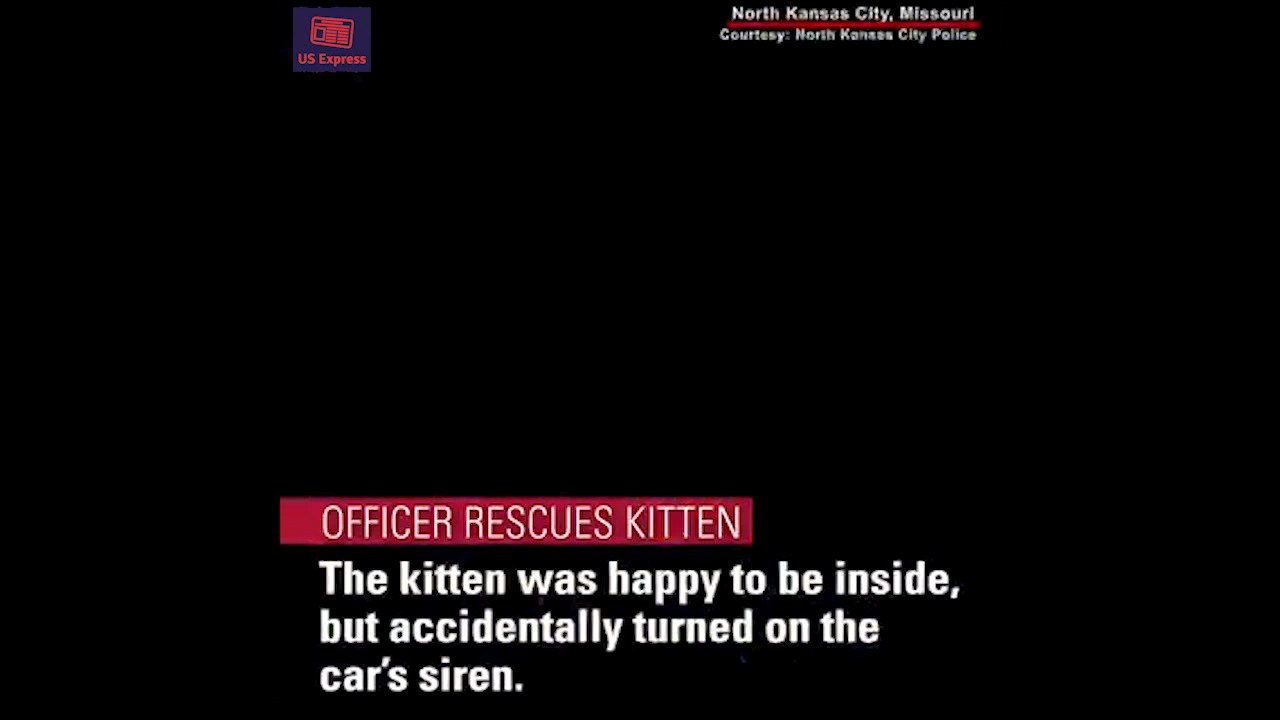 US Express
North Kansas City, Missouri
Courtesy: North Kansas City Police
OFFICER RESCUES KITTEN
The kitten was happy to be inside,
but accidentally turned on the
car's siren.